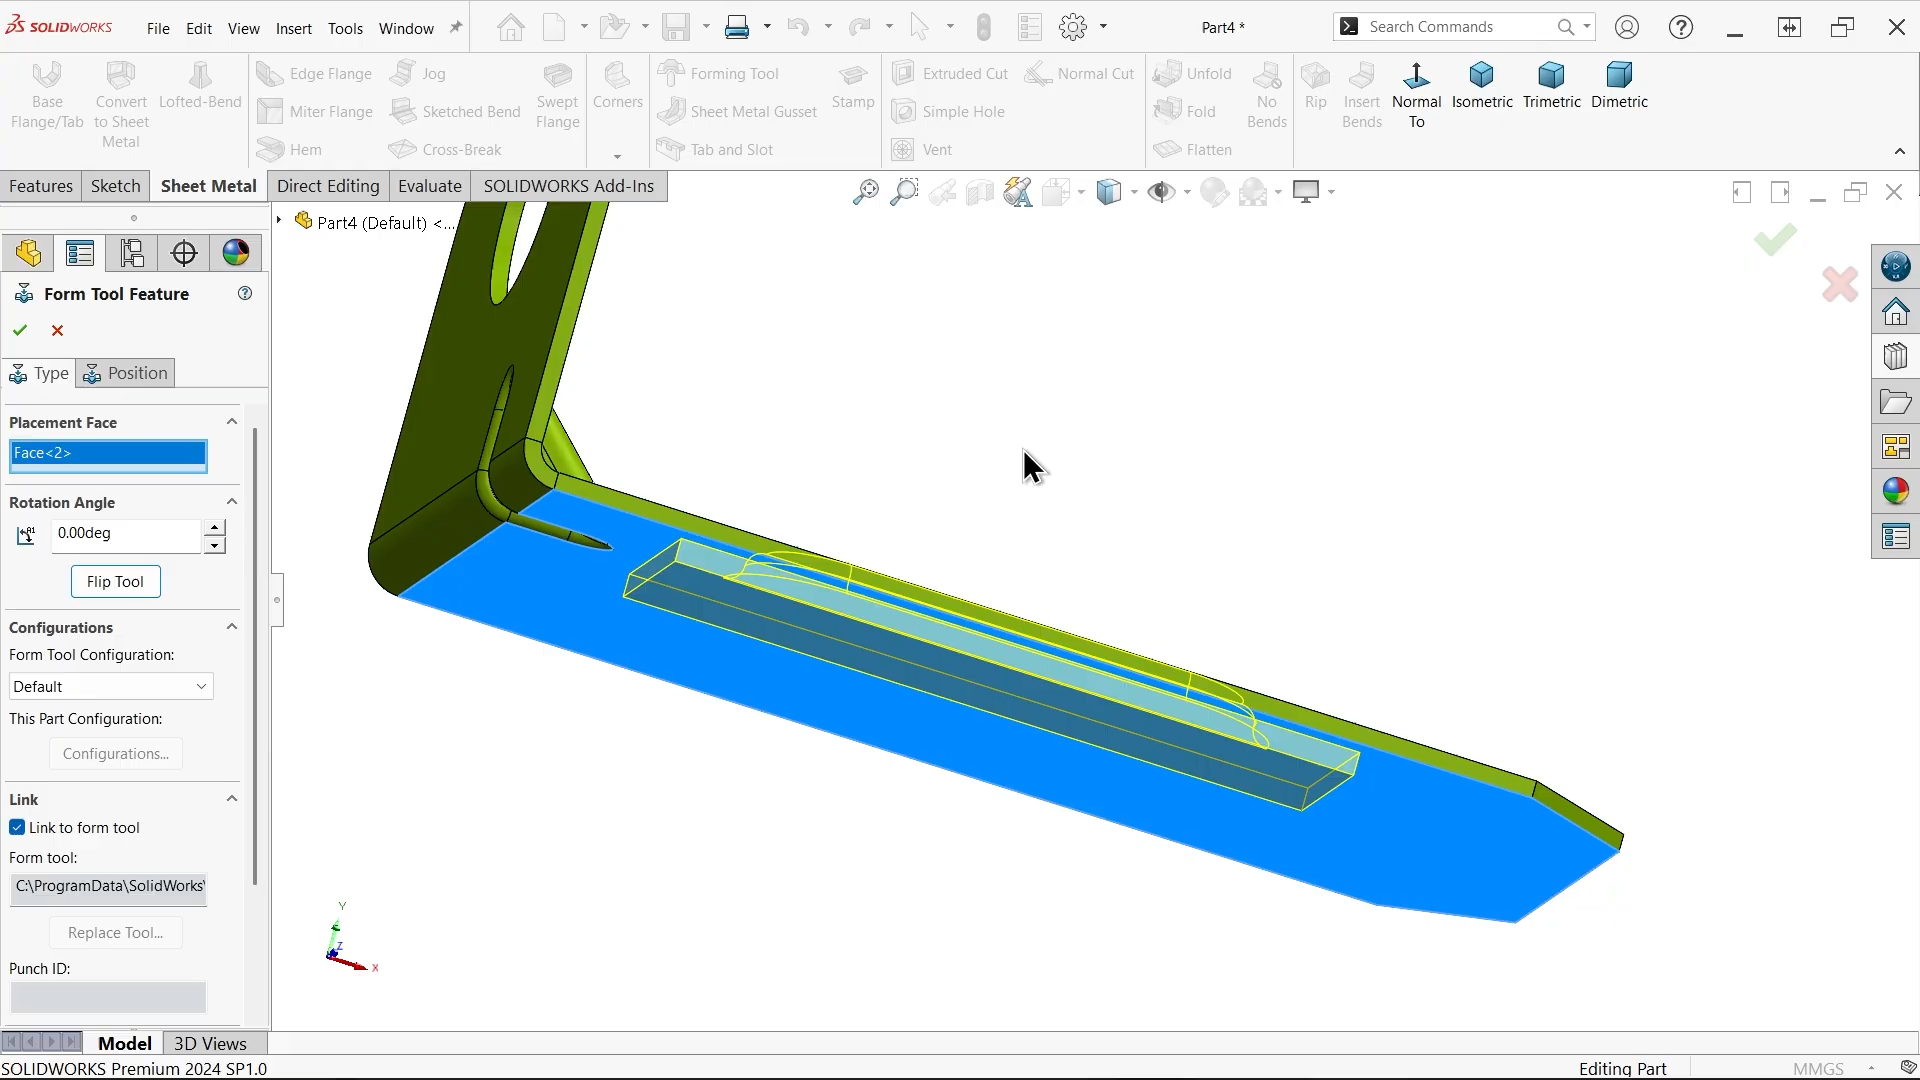 SOLIDWORKS
File Edit View Insert Tools Window
Part4 *
Search Commands
Base Flange/Tab
Convert to Sheet Metal
Lofted-Bend
Edge Flange
Miter Flange
Hem
Jog
Sketched Bend
Cross-Break
Swept Flange
Corners
Forming Tool
Sheet Metal Gusset
Tab and Slot
Stamp
Extruded Cut
Simple Hole
Vent
Normal Cut
Unfold
Fold
Flatten
No Bends
Rip
Insert Bends
Normal To
Isometric
Trimetric
Dimetric
Features Sketch Sheet Metal Direct Editing Evaluate SOLIDWORKS Add-Ins
Part4 (Default) <...
Form Tool Feature
Type Position
Placement Face
Face<2>
Rotation Angle
0.00deg
Flip Tool
Configurations
Form Tool Configuration:
Default
This Part Configuration:
Configurations...
Link
Link to form tool
Form tool:
C:\ProgramData\SolidWorks\
Replace Tool...
Punch ID:
Y
Z
X
Model 3D Views
SOLIDWORKS Premium 2024 SP1.0
Editing Part
MMGS